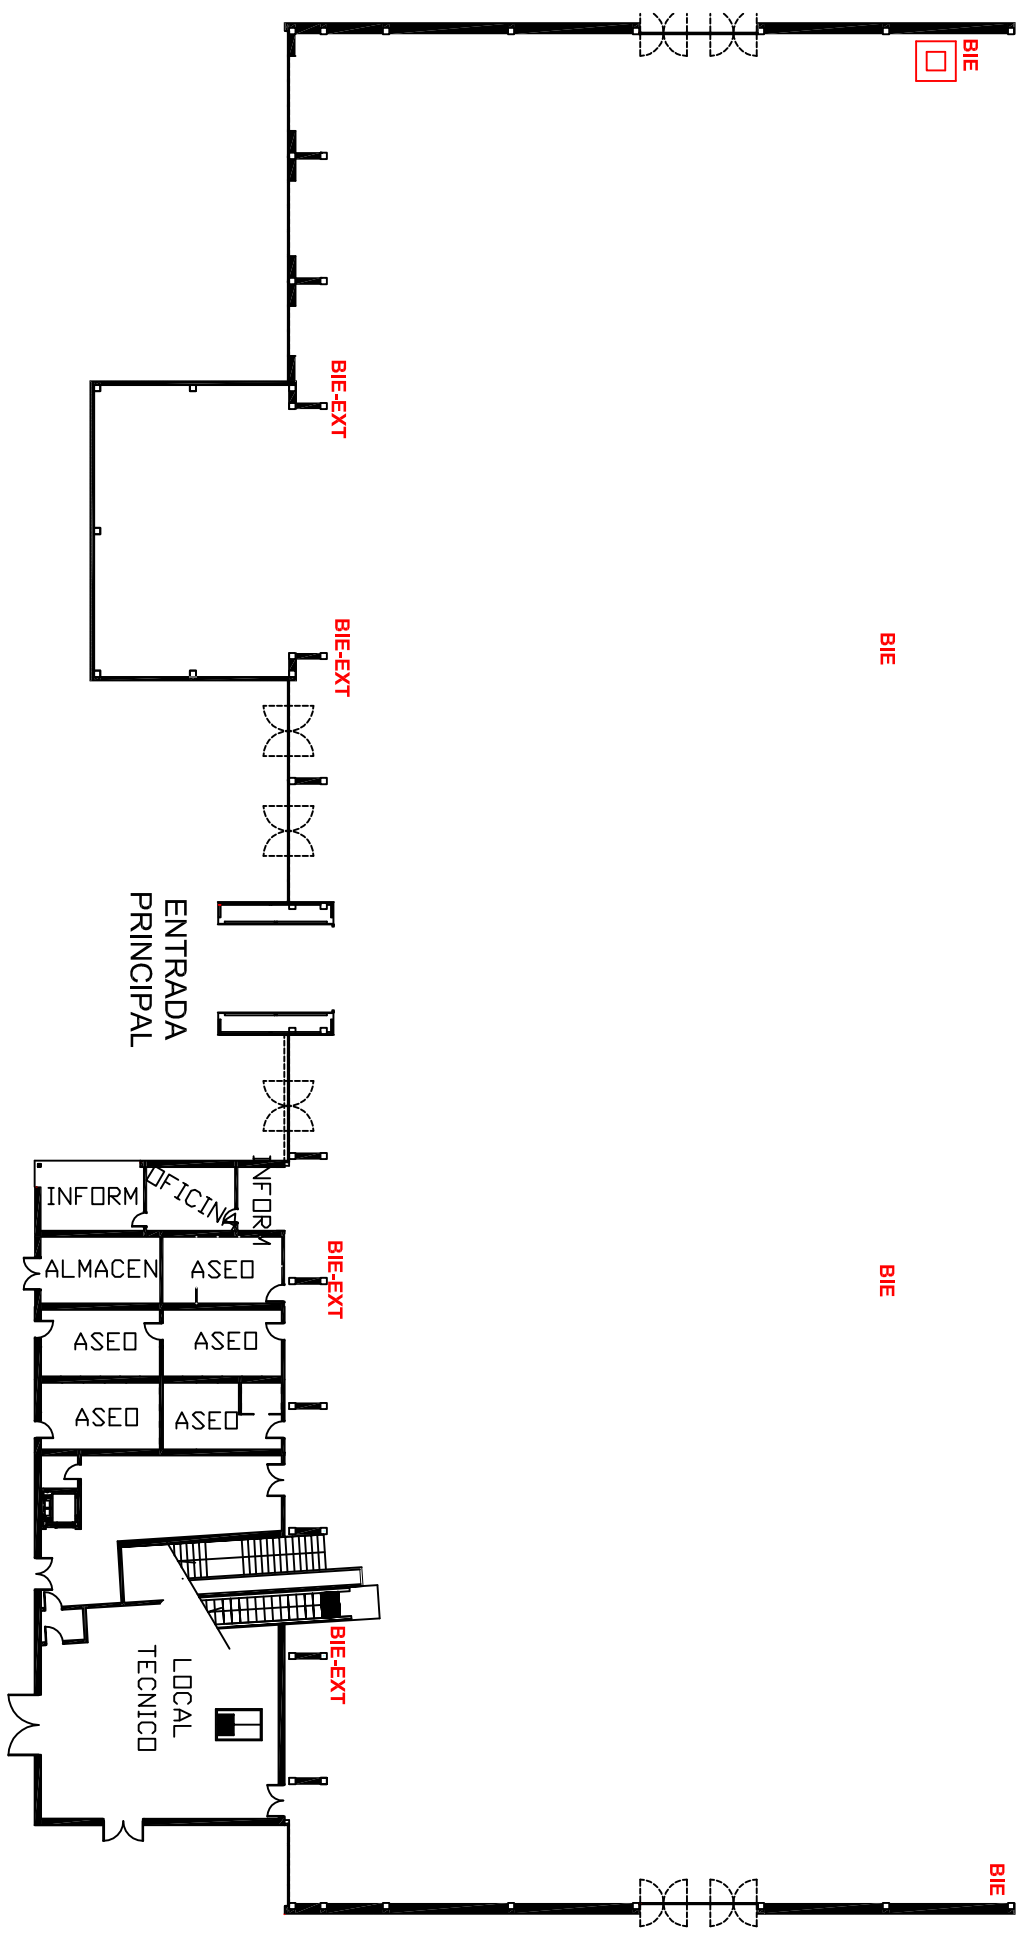 BIE
BIE-EXT
BIE-EXT
BIE
ENTRADA
PRINCIPAL
INFORM
OFICINA
INFORM
ALMACEN
ASEO
BIE-EXT
BIE
ASEO
ASEO
ASEO
ASEO
BIE-EXT
LOCAL
TECNICO
BIE